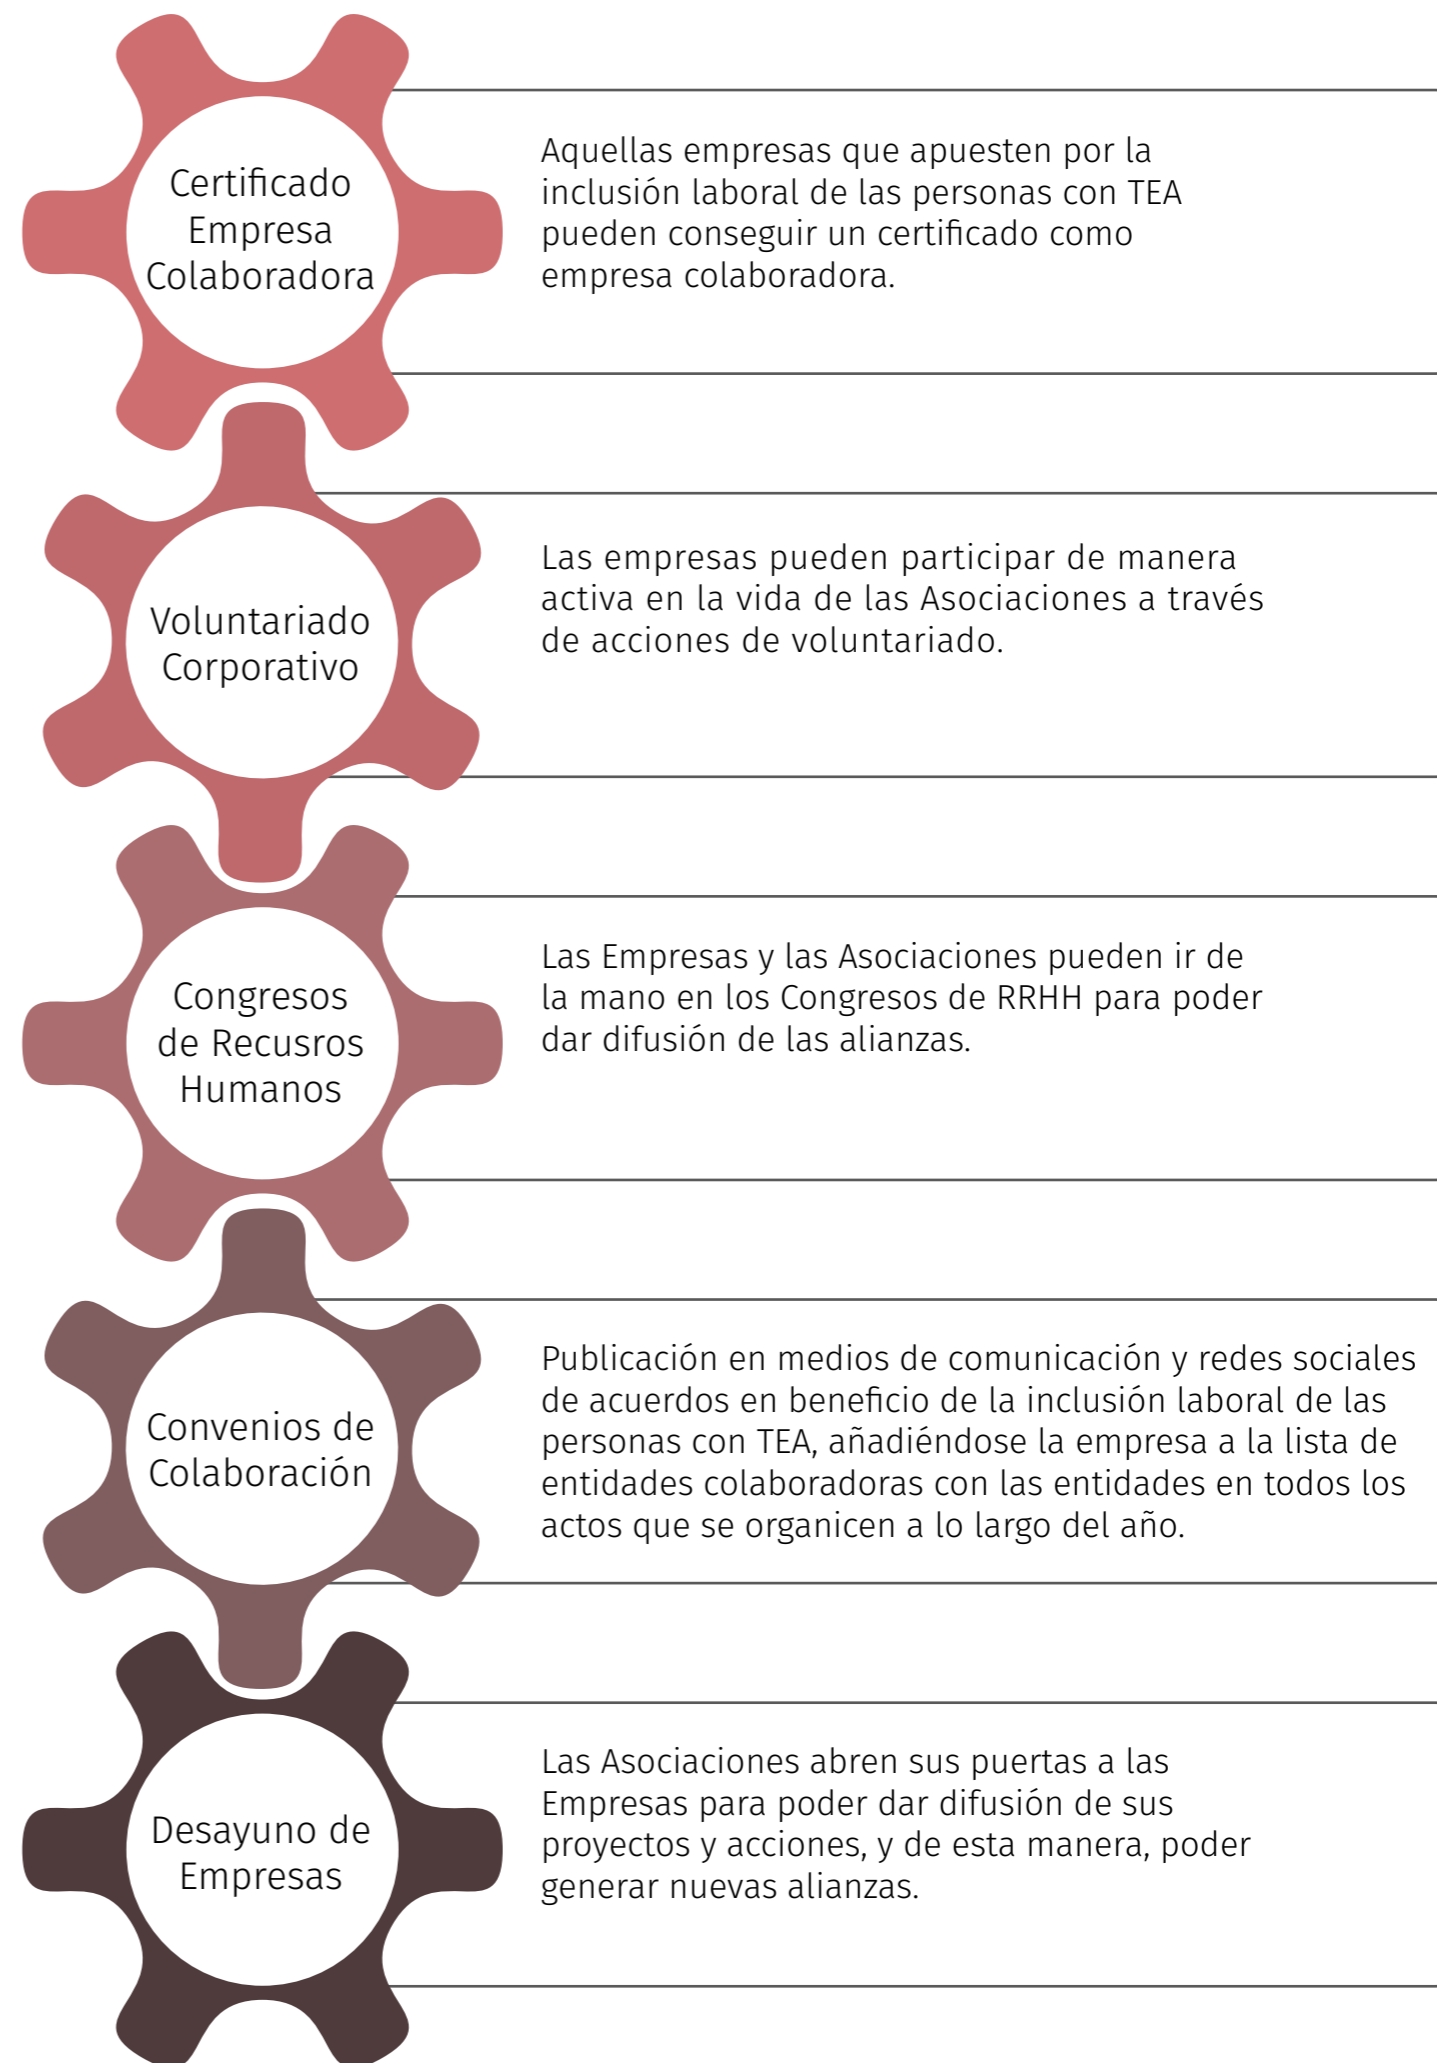 Certificado
Empresa
Colaboradora
Aquellas empresas que apuesten por la
inclusión laboral de las personas con TEA
pueden conseguir un certificado como
empresa colaboradora.
Voluntariado
Corporativo
Las empresas pueden participar de manera
activa en la vida de las Asociaciones a través
de acciones de voluntariado.
Congresos
de Recusros
Humanos
Las Empresas y las Asociaciones pueden ir de
la mano en los Congresos de RRHH para poder
dar difusión de las alianzas.
Convenios de
Colaboración
Publicación en medios de comunicación y redes sociales
de acuerdos en beneficio de la inclusión laboral de las
personas con TEA, añadiéndose la empresa a la lista de
entidades colaboradoras con las entidades en todos los
actos que se organicen a lo largo del año.
Desayuno de
Empresas
Las Asociaciones abren sus puertas a las
Empresas para poder dar difusión de sus
proyectos y acciones, y de esta manera, poder
generar nuevas alianzas.